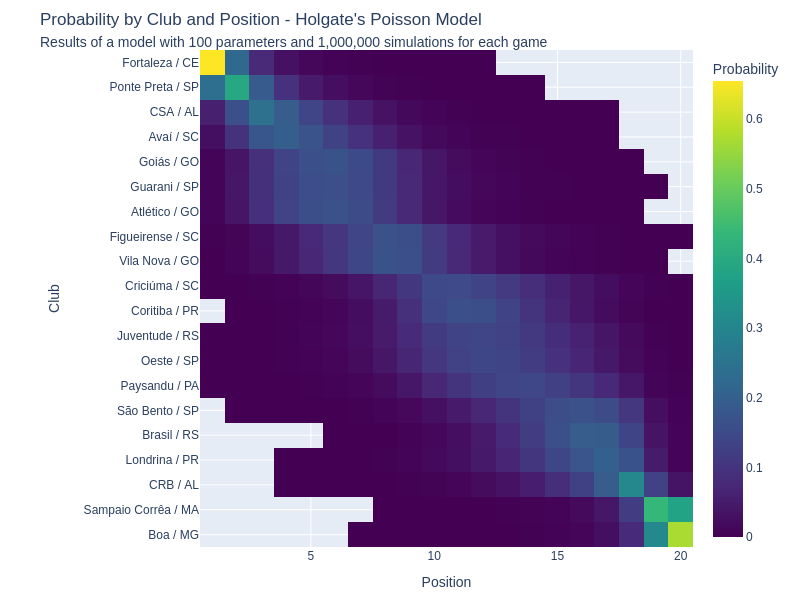 Probability by Club and Position - Holgate's Poisson Model
Results of a model with 100 parameters and 1,000,000 simulations for each game
Probability
Fortaleza / CE
Ponte Preta / SP
CSA / AL
Avaí / SC
Goiás / GO
Guarani / SP
Atlético / GO
Figueirense / SC
Vila Nova / GO
Criciúma / SC
Coritiba / PR
Juventude / RS
Oeste / SP
Paysandu / PA
São Bento / SP
Brasil / RS
Londrina / PR
CRB / AL
Sampaio Corrêa / MA
Boa / MG
Club
5 10 15 20
Position
0.6
0.5
0.4
0.3
0.2
0.1
0